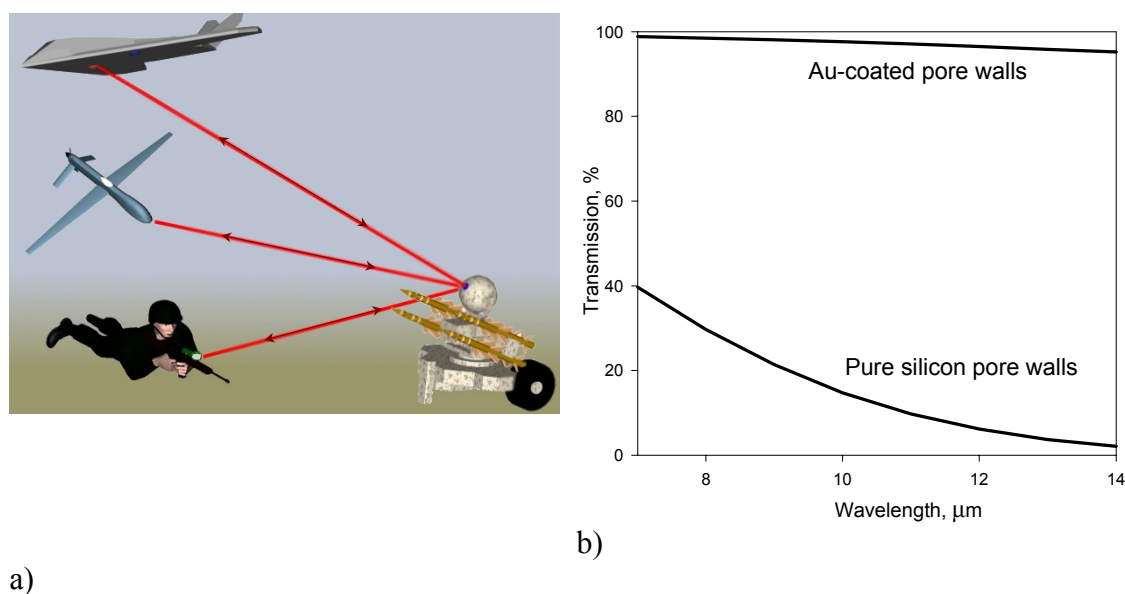 100
Au-coated pore walls
80
60
Transmission, %
40
Pure silicon pore walls
20
0
8
10
12
14
Wavelength, μm
b)
a)